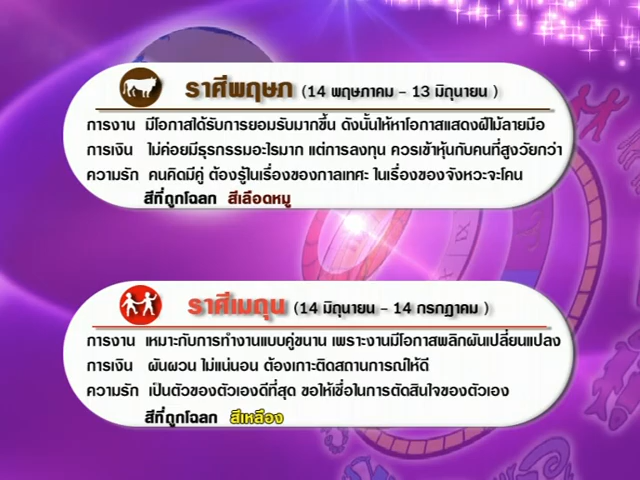 ราศีพฤษภ (14 พฤษภาคม - 13 มิถุนายน )
การงาน มีโอกาสได้รับการยอมรับมากขึ้น ดังนั้นให้หาโอกาสแสดงฝีไม้ลายมือ
การเงิน ไม่ค่อยมีธุรกรรมอะไรมาก แต่การลงทุน ควรเข้าหุ้นกับคนที่สูงวัยกว่า
ความรัก คนคิดมีคู่ ต้องรู้ในเรื่องของกาลเทศะ ในเรื่องของจังหวะจะโคน
สีที่ถูกโฉลก สีเลือดหมู
ราศีเมถุน (14 มิถุนายน - 14 กรกฎาคม )
การงาน เหมาะกับการทำงานแบบคู่ขนาน เพราะงานมีโอกาสพลิกผันเปลี่ยนแปลง
การเงิน ผันผวน ไม่แน่นอน ต้องเกาะติดสถานการณ์ให้ดี
ความรัก เป็นตัวของตัวเองดีที่สุด ขอให้เชื่อในการตัดสินใจของตัวเอง
สีที่ถูกโฉลก สีเหลือง